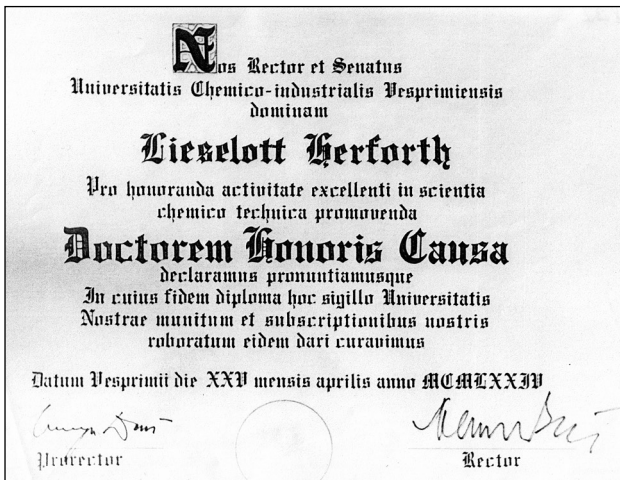 Nos Rector et Senatus
Universitatis Chemico-industrialis Vesprimiensis
dominam
Lieselott Herforth
Pro honoranda activitate excellenti in scientia
chemico technica promovenda
Doctorem Honoris Causa
declaramus pronuntiamusque
In cuius fidem diploma hoc sigillo Universitatis
Nostrae munitum et subscriptionibus nostris
roboratum eidem dari curavimus
Datum Vesprimii die XXV mensis aprilis anno MCMLXXIV
Prorector Rector